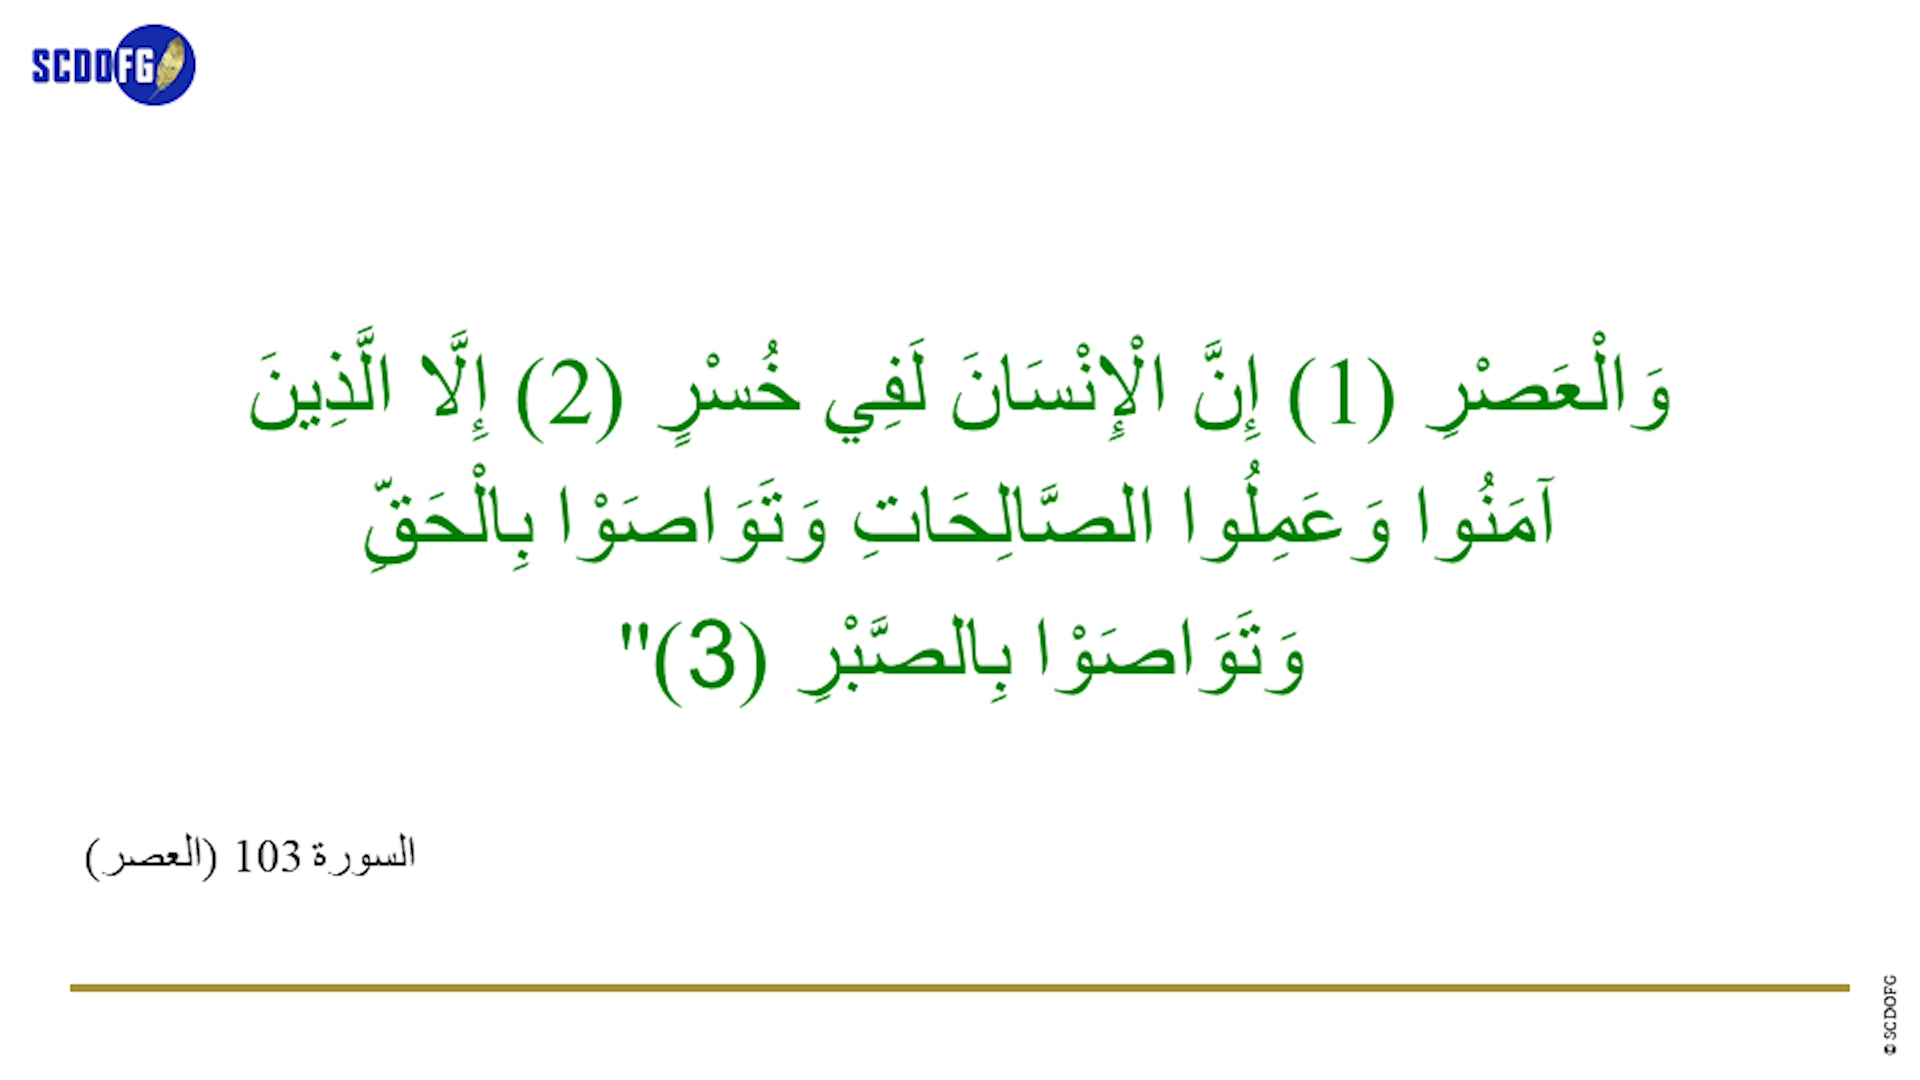 SCDOFG
وَالْعَصْرِ (1) إِنَّ الْإِنْسَانَ لَفِي خُسْرٍ (2) إِلَّا الَّذِينَ
آمَنُوا وَعَمِلُوا الصَّالِحَاتِ وَتَوَاصَوْا بِالْحَقِّ
وَتَوَاصَوْا بِالصَّبْرِ (3)"
السورة 103 (العصر)
© SCDOFG